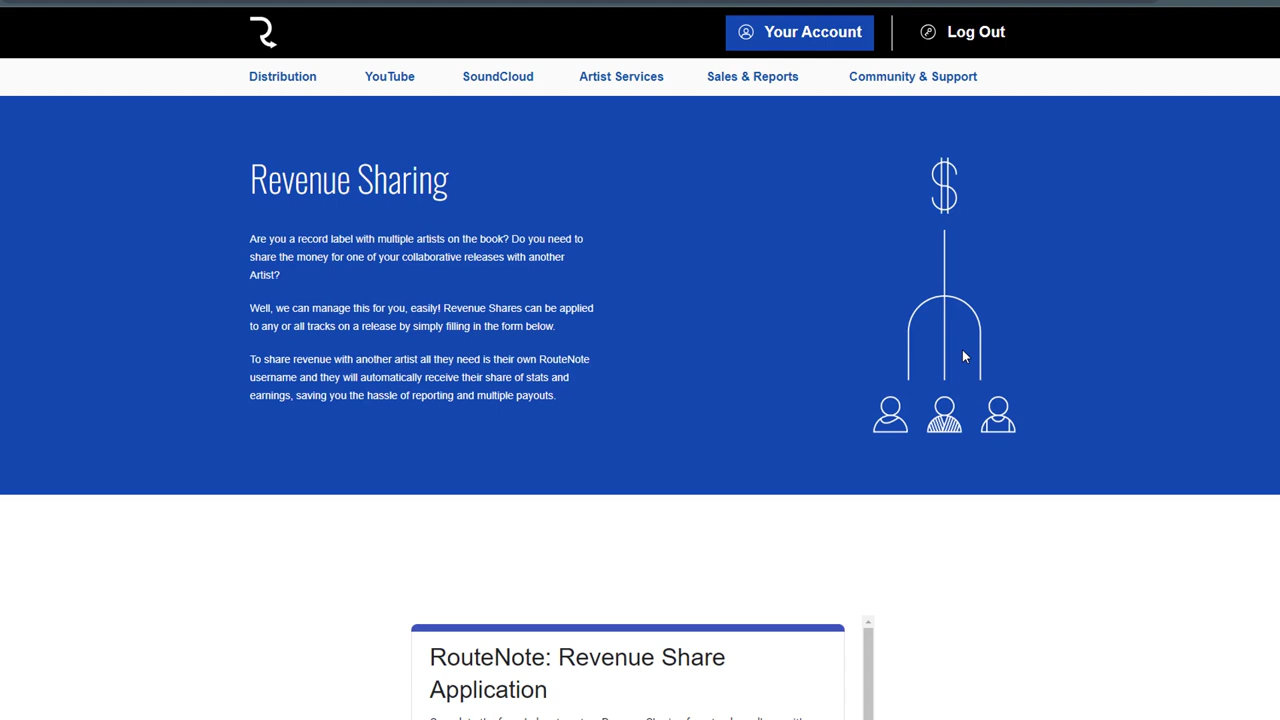 Your Account
Log Out
Distribution YouTube SoundCloud Artist Services Sales & Reports Community & Support
Revenue Sharing
Are you a record label with multiple artists on the book? Do you need to
share the money for one of your collaborative releases with another
Artist?
Well, we can manage this for you, easily! Revenue Shares can be applied
to any or all tracks on a release by simply filling in the form below.
To share revenue with another artist all they need is their own RouteNote
username and they will automatically receive their share of stats and
earnings, saving you the hassle of reporting and multiple payouts.
$
RouteNote: Revenue Share
Application